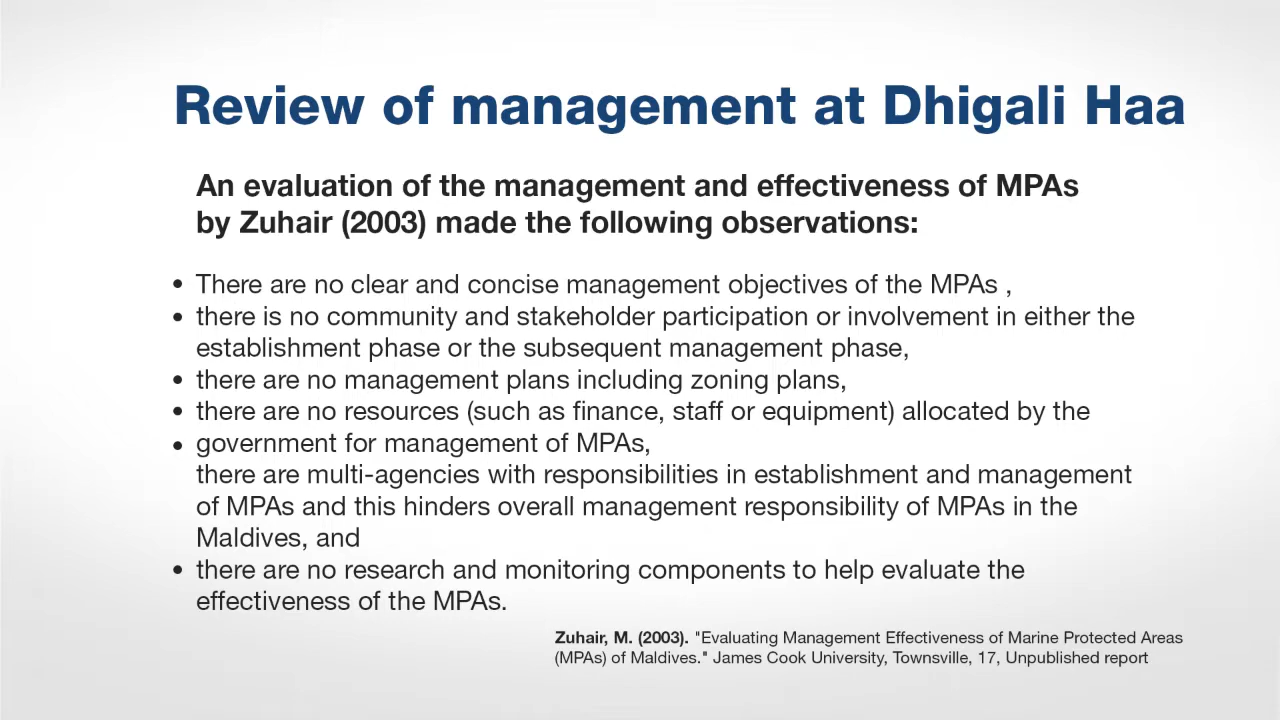 Review of management at Dhigali Haa
An evaluation of the management and effectiveness of MPAs
by Zuhair (2003) made the following observations:
• There are no clear and concise management objectives of the MPAs ,
• there is no community and stakeholder participation or involvement in either the
establishment phase or the subsequent management phase,
• there are no management plans including zoning plans,
• there are no resources (such as finance, staff or equipment) allocated by the
• government for management of MPAs,
there are multi-agencies with responsibilities in establishment and management
of MPAs and this hinders overall management responsibility of MPAs in the
Maldives, and
• there are no research and monitoring components to help evaluate the
effectiveness of the MPAs.
Zuhair, M. (2003). "Evaluating Management Effectiveness of Marine Protected Areas
(MPAs) of Maldives." James Cook University, Townsville, 17, Unpublished report